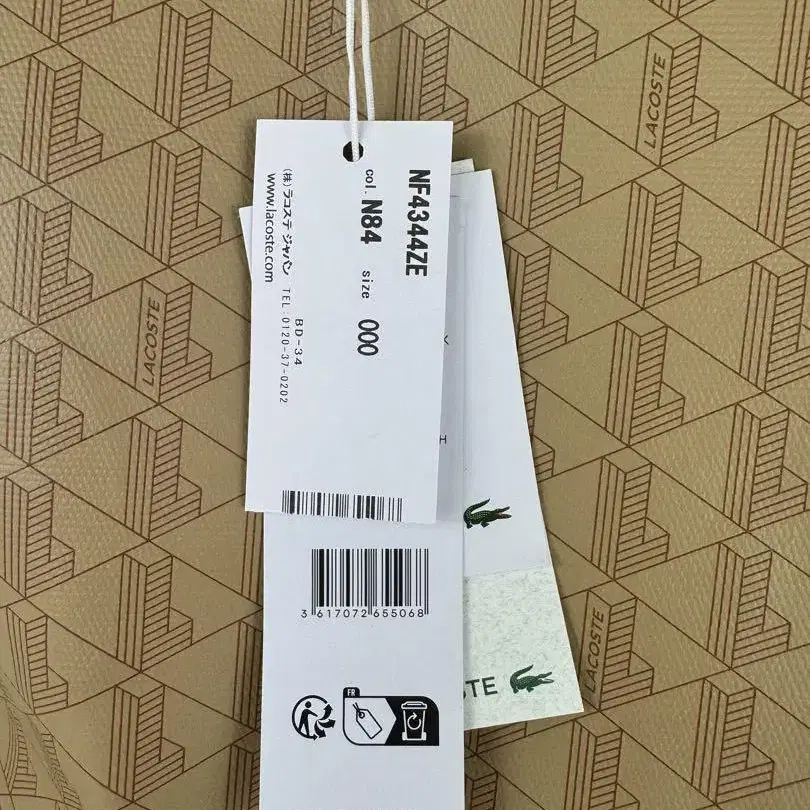 NF4344ZE
col. N84 size 000
BD-34
(株) ラコステ ジャパン TEL:0120-37-0202
www.lacoste.com
H
3 617072 655068
FR
STE
LACOSTE
LACOSTE
LACOSTE